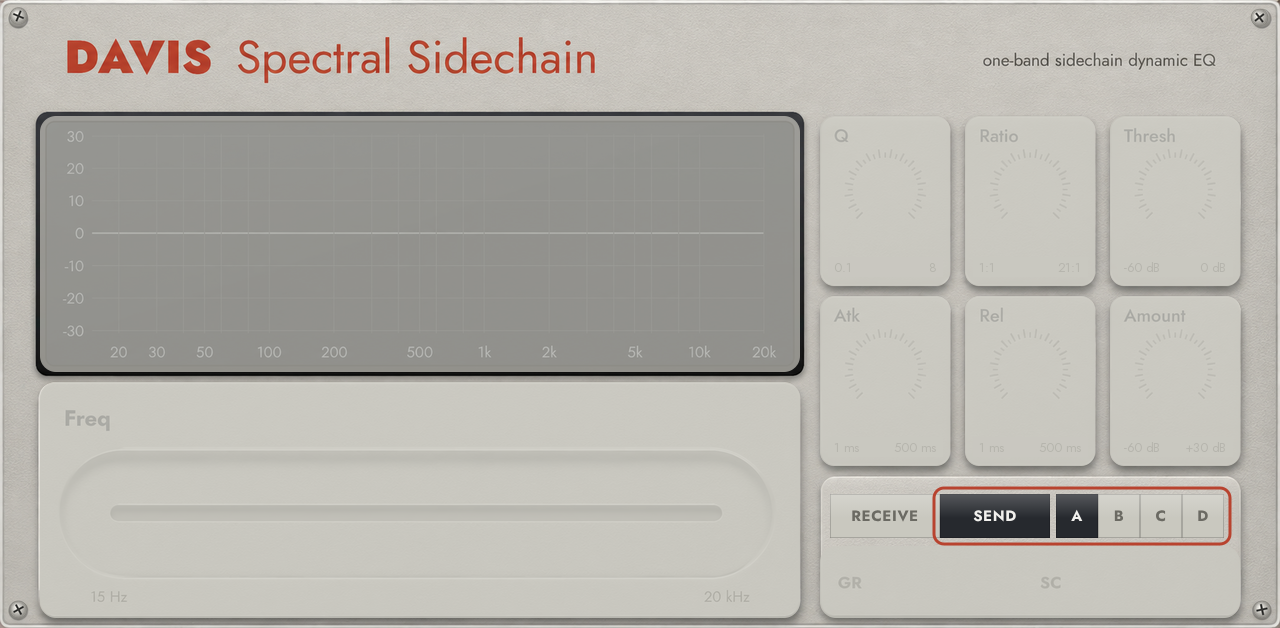 DAVIS Spectral Sidechain
one-band sidechain dynamic EQ
30
20
10
0
-10
-20
-30
20 30 50 100 200 500 1k 2k 5k 10k 20k
Freq
15 Hz 20 kHz
Q
0.1 8
Ratio
1:1 21:1
Thresh
-60 dB 0 dB
Atk
1 ms 500 ms
Rel
1 ms 500 ms
Amount
-60 dB +30 dB
RECEIVE SEND A B C D
GR SC